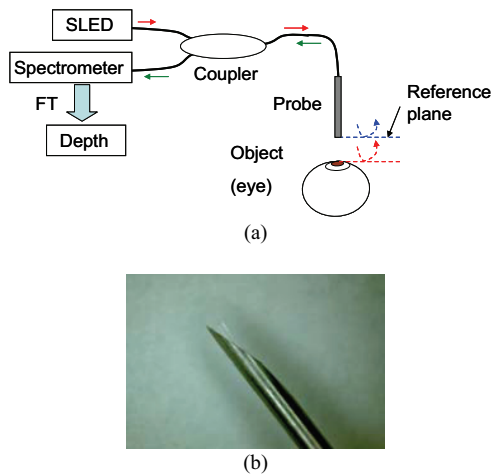 SLED
Spectrometer
Coupler
FT
Depth
Probe
Reference
plane
Object
(eye)
(a)
(b)